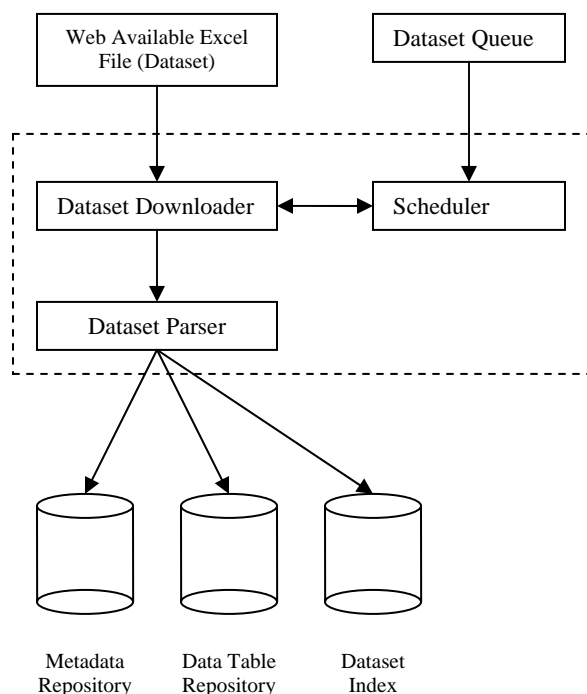 Web Available Excel
File (Dataset)
Dataset Queue
Dataset Downloader
Scheduler
Dataset Parser
Metadata
Repository
Data Table
Repository
Dataset
Index